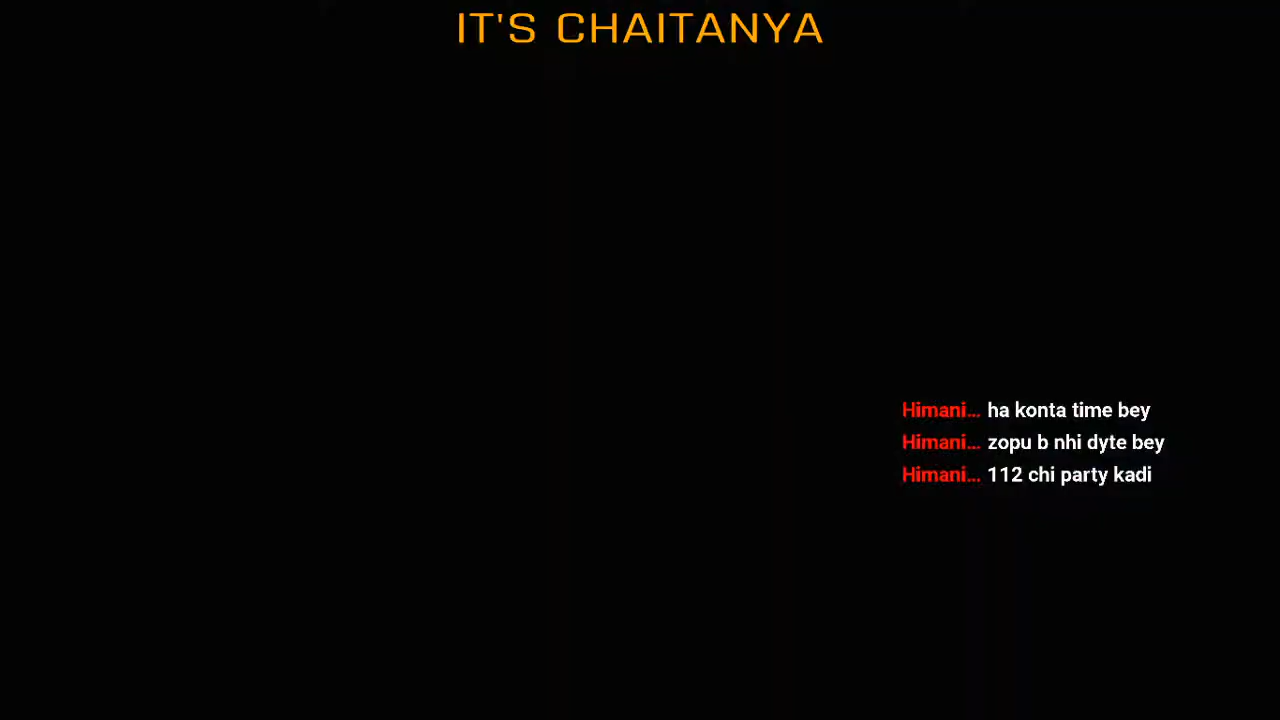 IT'S CHAITANYA
Himani... ha konta time bey
Himani... zopu b nhi dyte bey
Himani... 112 chi party kadi